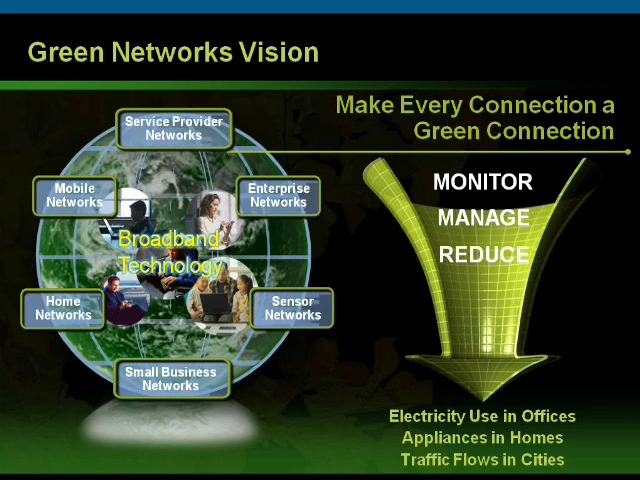 Green Networks Vision
Make Every Connection a
Green Connection
Service Provider
Networks
Mobile
Networks
Enterprise
Networks
Broadband
Technology
Home
Networks
Sensor
Networks
Small Business
Networks
MONITOR
MANAGE
REDUCE
Electricity Use in Offices
Appliances in Homes
Traffic Flows in Cities